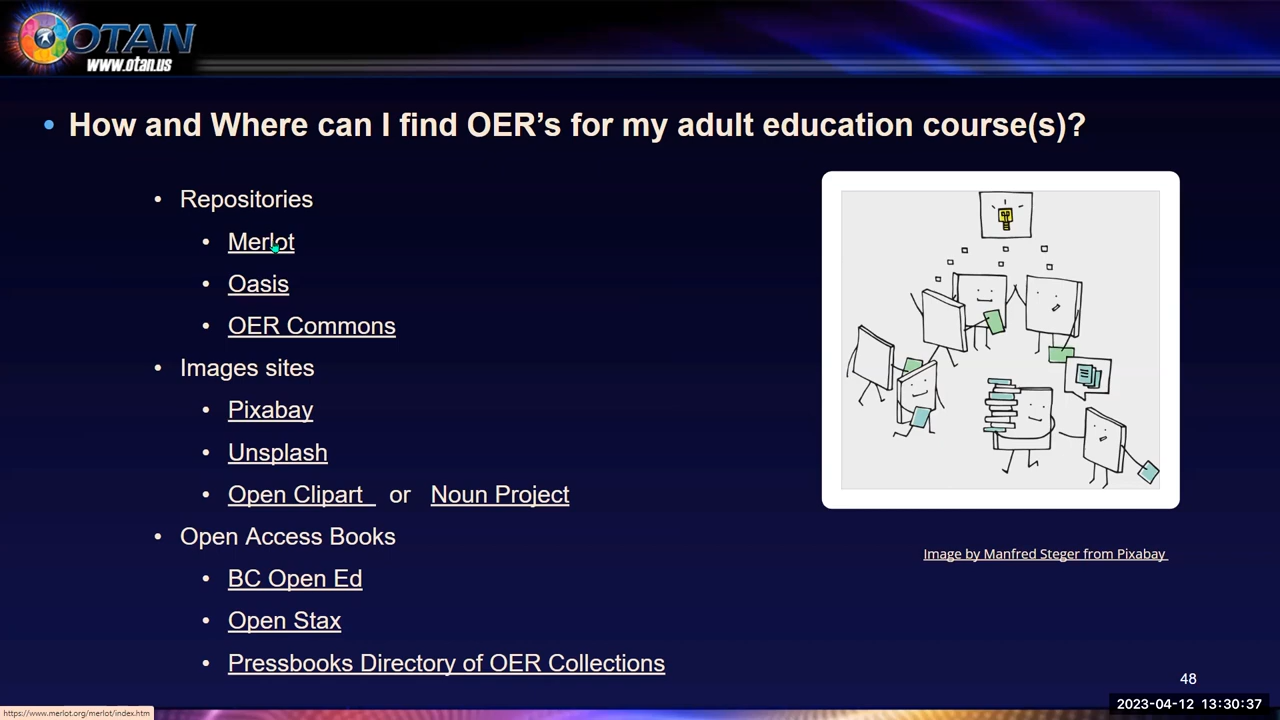 OTAN
www.otan.us
• How and Where can I find OER’s for my adult education course(s)?
• Repositories
• Merlot
• Oasis
• OER Commons
• Images sites
• Pixabay
• Unsplash
• Open Clipart or Noun Project
• Open Access Books
• BC Open Ed
• Open Stax
• Pressbooks Directory of OER Collections
Image by Manfred Steger from Pixabay
48
https://www.merlot.org/merlot/index.htm
2023-04-12 13:30:37